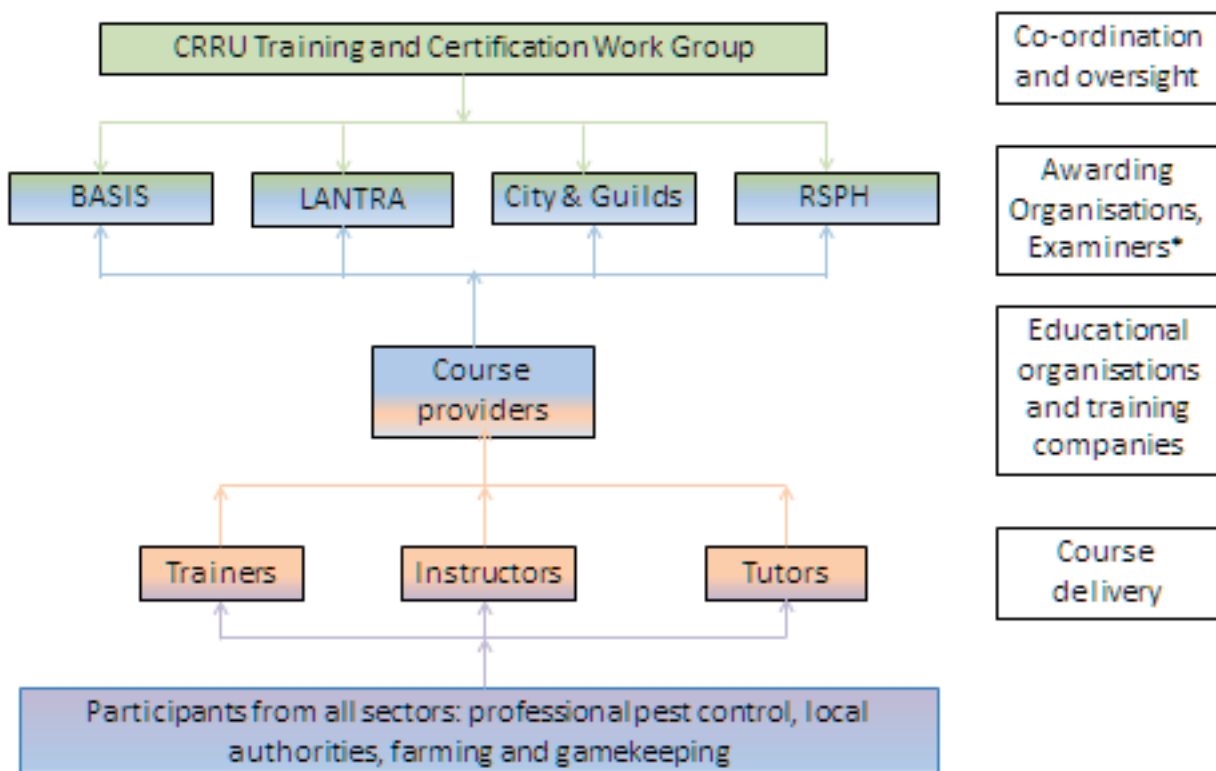 CRRU Training and Certification Work Group
Co-ordination
and oversight
BASIS
LANTRA
City & Guilds
RSPH
Awarding
Organisations,
Examiners*
Course
providers
Educational
organisations
and training
companies
Trainers
Instructors
Tutors
Course
delivery
Participants from all sectors: professional pest control, local
authorities, farming and gamekeeping